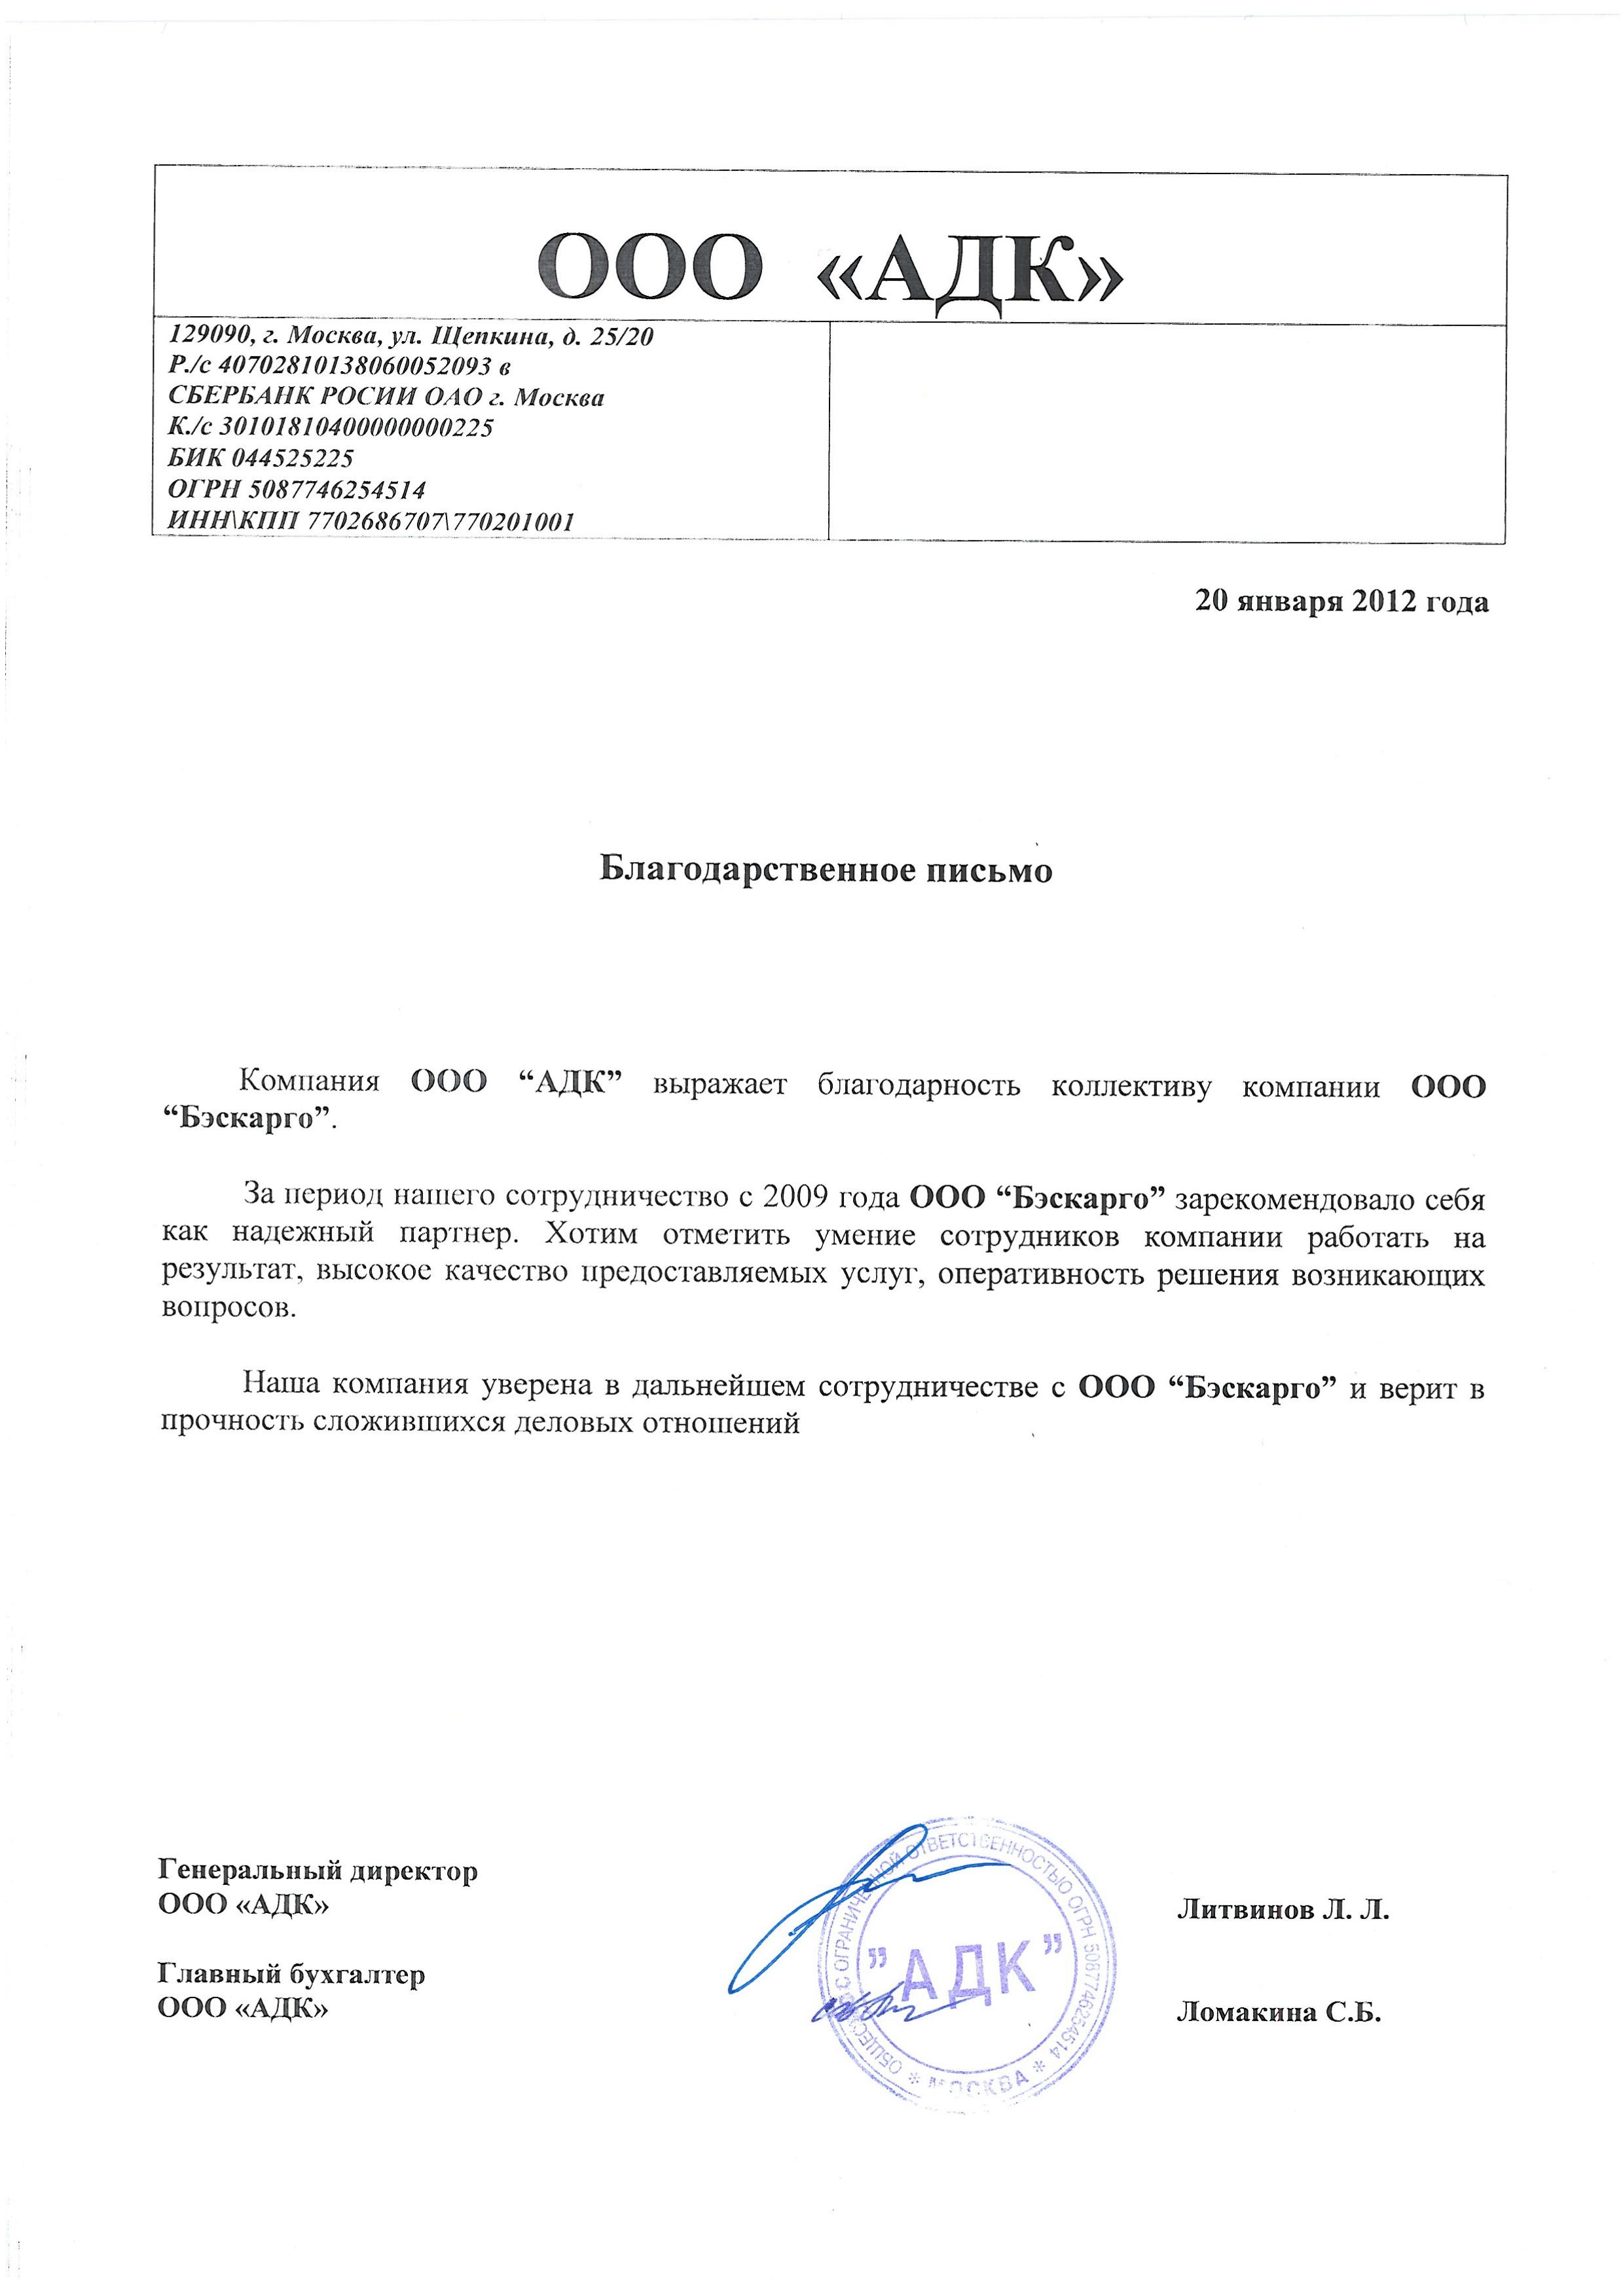 ООО «АДК»
129090, г. Москва, ул. Щепкина, д. 25/20
Р./с 40702810138060052093 в
СБЕРБАНК РОСИИ ОАО г. Москва
К./с 30101810400000000225
БИК 044525225
ОГРН 5087746254514
ИНН\КПП 7702686707\770201001
20 января 2012 года
Благодарственное письмо
Компания ООО “АДК” выражает благодарность коллективу компании ООО
“Бэскарго”.
За период нашего сотрудничество с 2009 года ООО “Бэскарго” зарекомендовало себя
как надежный партнер. Хотим отметить умение сотрудников компании работать на
результат, высокое качество предоставляемых услуг, оперативность решения возникающих
вопросов.
Наша компания уверена в дальнейшем сотрудничестве с ООО “Бэскарго” и верит в
прочность сложившихся деловых отношений
Генеральный директор
ООО «АДК»
Литвинов Л. Л.
Главный бухгалтер
ООО «АДК»
Ломакина С.Б.
С ОГРАНИЧЕННОЙ ОТВЕТСТВЕННОСТЬЮ ОГРН 5087746254514
"АДК"
* МОСКВА *